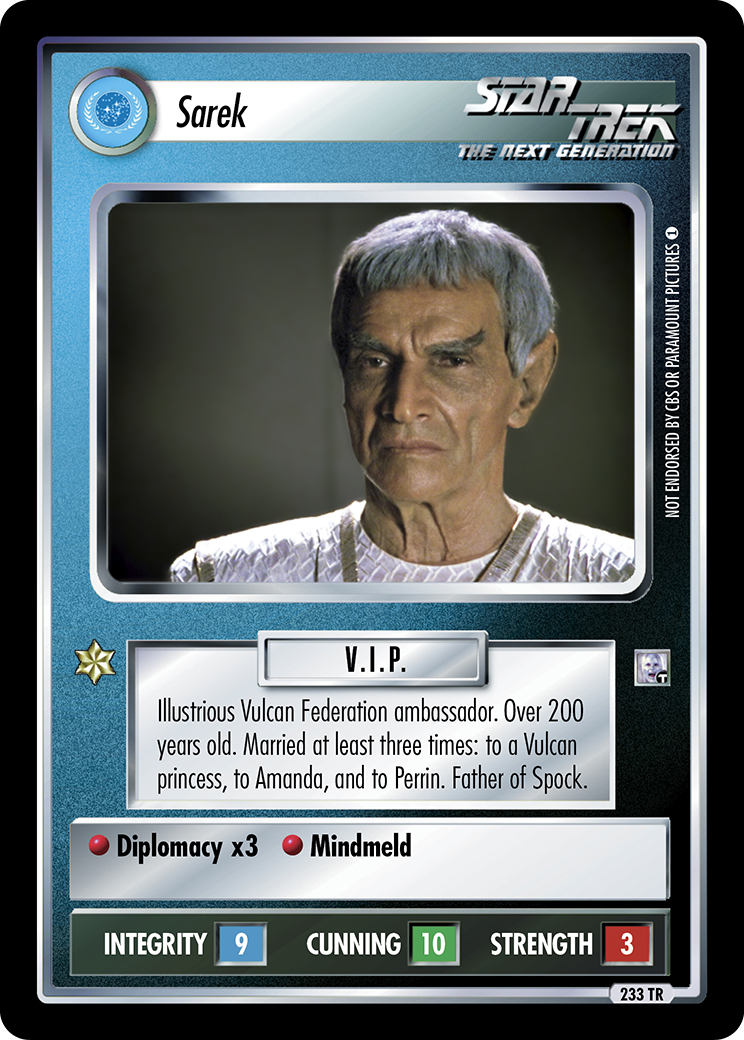 Sarek
STAR TREK
THE NEXT GENERATION
NOT ENDORSED BY CBS OR PARAMOUNT PICTURES 1
V.I.P.
Illustrious Vulcan Federation ambassador. Over 200
years old. Married at least three times: to a Vulcan
princess, to Amanda, and to Perrin. Father of Spock.
T
Diplomacy x3 Mindmeld
INTEGRITY 9 CUNNING 10 STRENGTH 3
233 TR